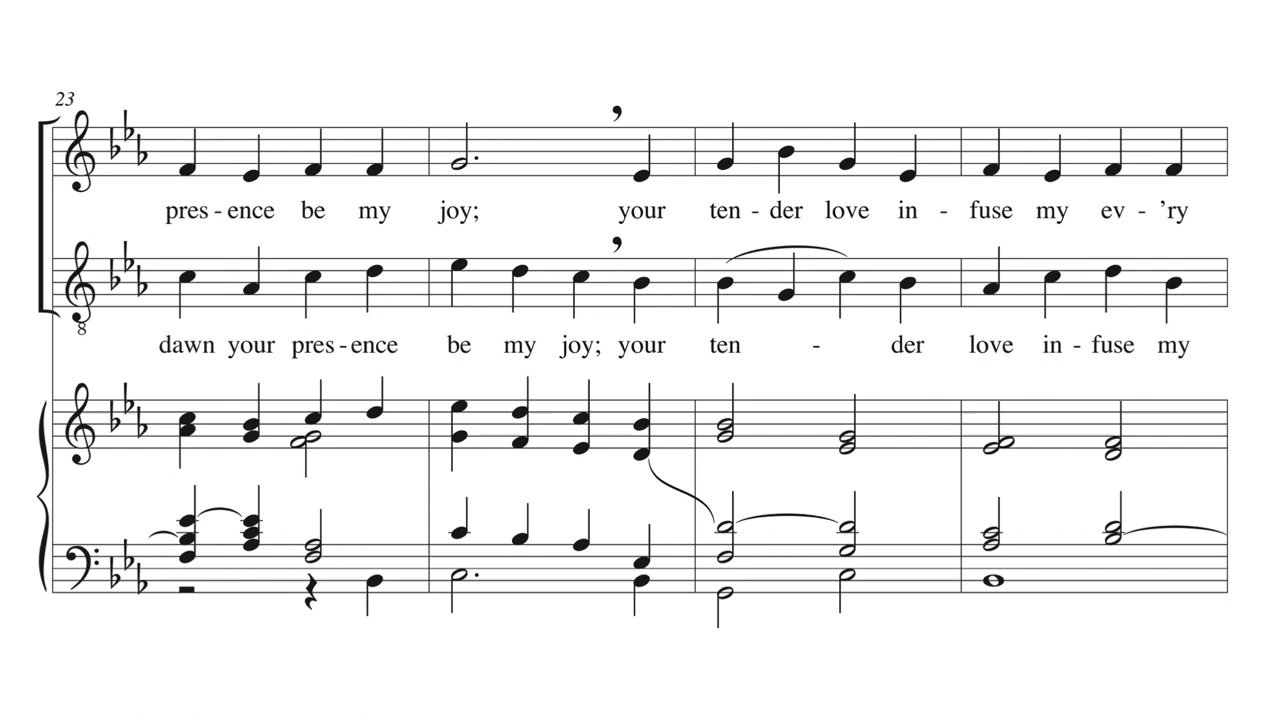 23
pres - ence be my joy; your ten - der love in - fuse my ev - ’ry
8
dawn your pres - ence be my joy; your ten - der love in - fuse my